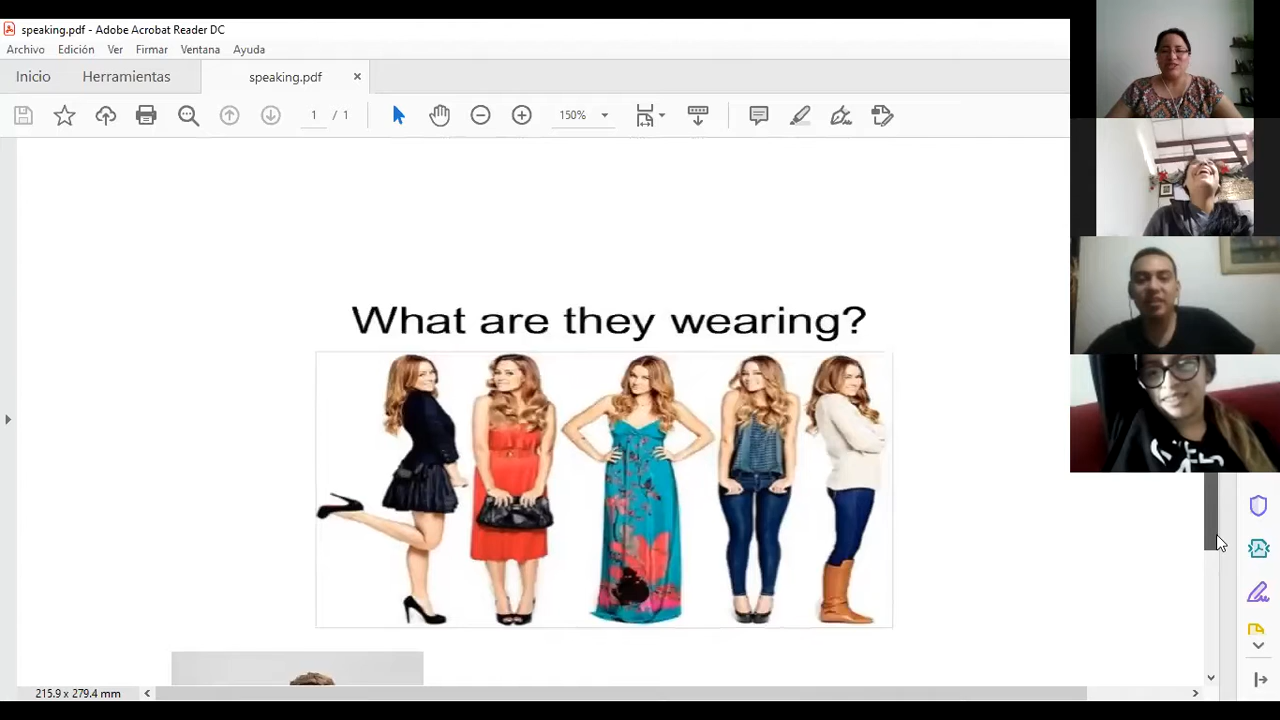 speaking.pdf - Adobe Acrobat Reader DC
Archivo Edición Ver Firmar Ventana Ayuda
Inicio Herramientas speaking.pdf
1 / 1 150%
What are they wearing?
215.9 x 279.4 mm